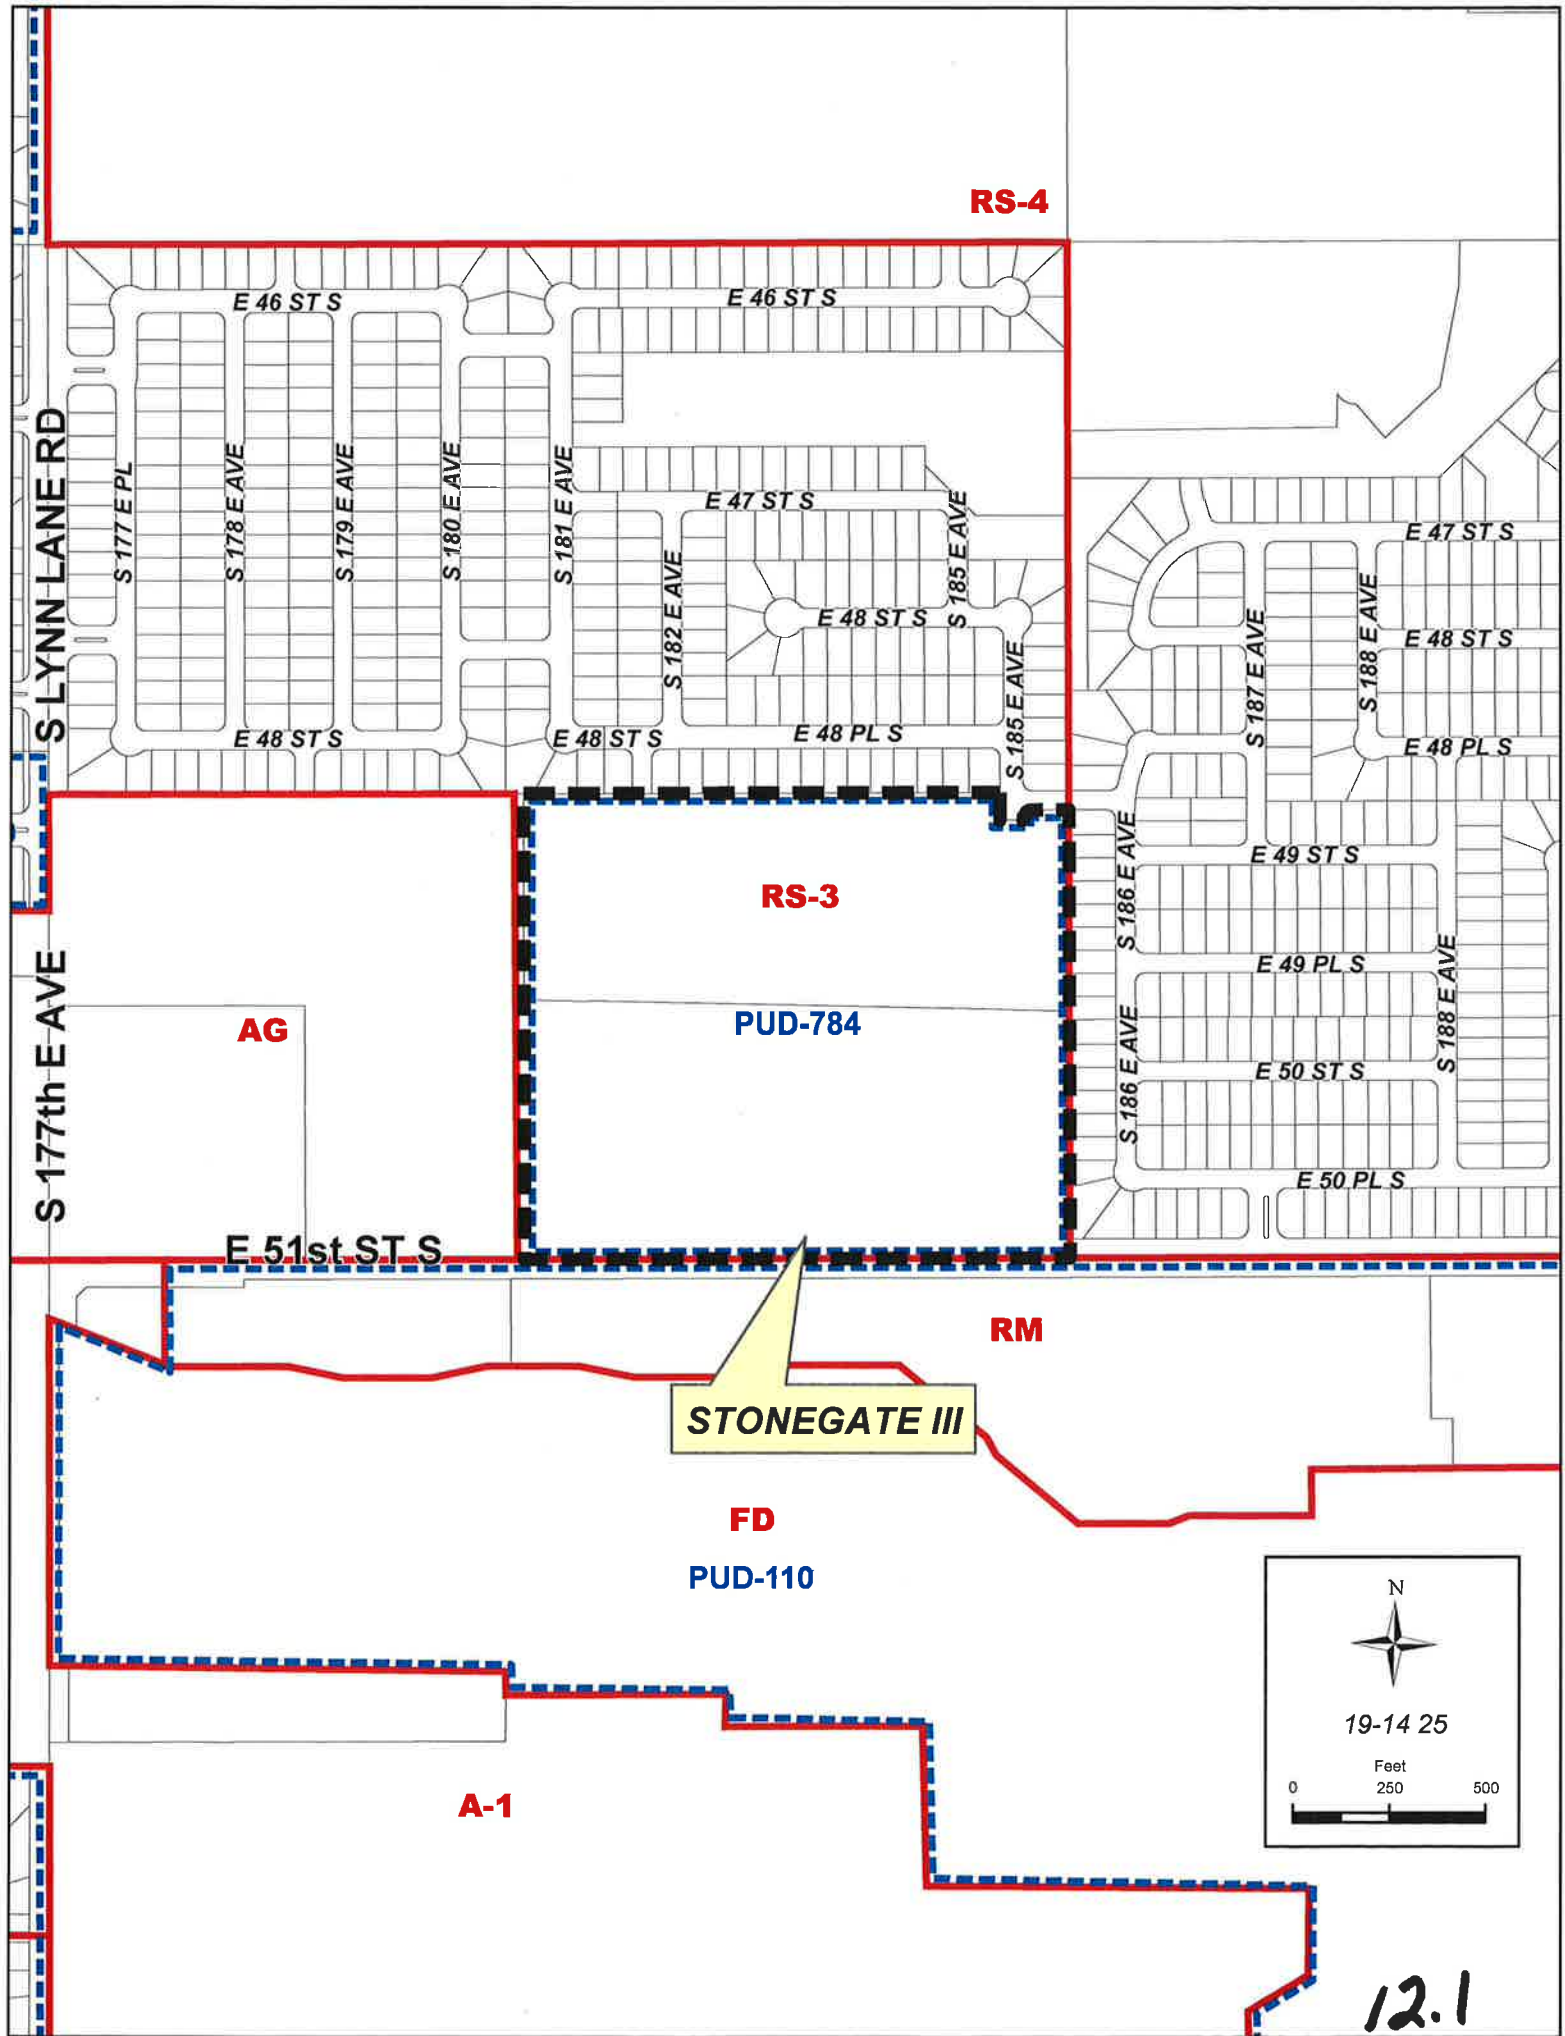 RS-4
E 46 ST S
E 46 ST S
S LYNN LANE RD
S 177 E PL
S 178 E AVE
S 179 E AVE
S 180 E AVE
S 181 E AVE
E 47 ST S
S 185 E AVE
E 47 ST S
S 182 E AVE
E 48 ST S
S 187 E AVE
S 188 E AVE
E 48 ST S
S 185 E AVE
E 48 ST S
E 48 ST S
E 48 PL S
E 48 PL S
S 186 E AVE
E 49 ST S
RS-3
S 177th E AVE
AG
PUD-784
E 49 PL S
S 188 E AVE
S 186 E AVE
E 50 ST S
E 50 PL S
E 51st ST S
RM
STONEGATE III
FD
PUD-110
N
19-14 25
Feet
0 250 500
A-1
12.1